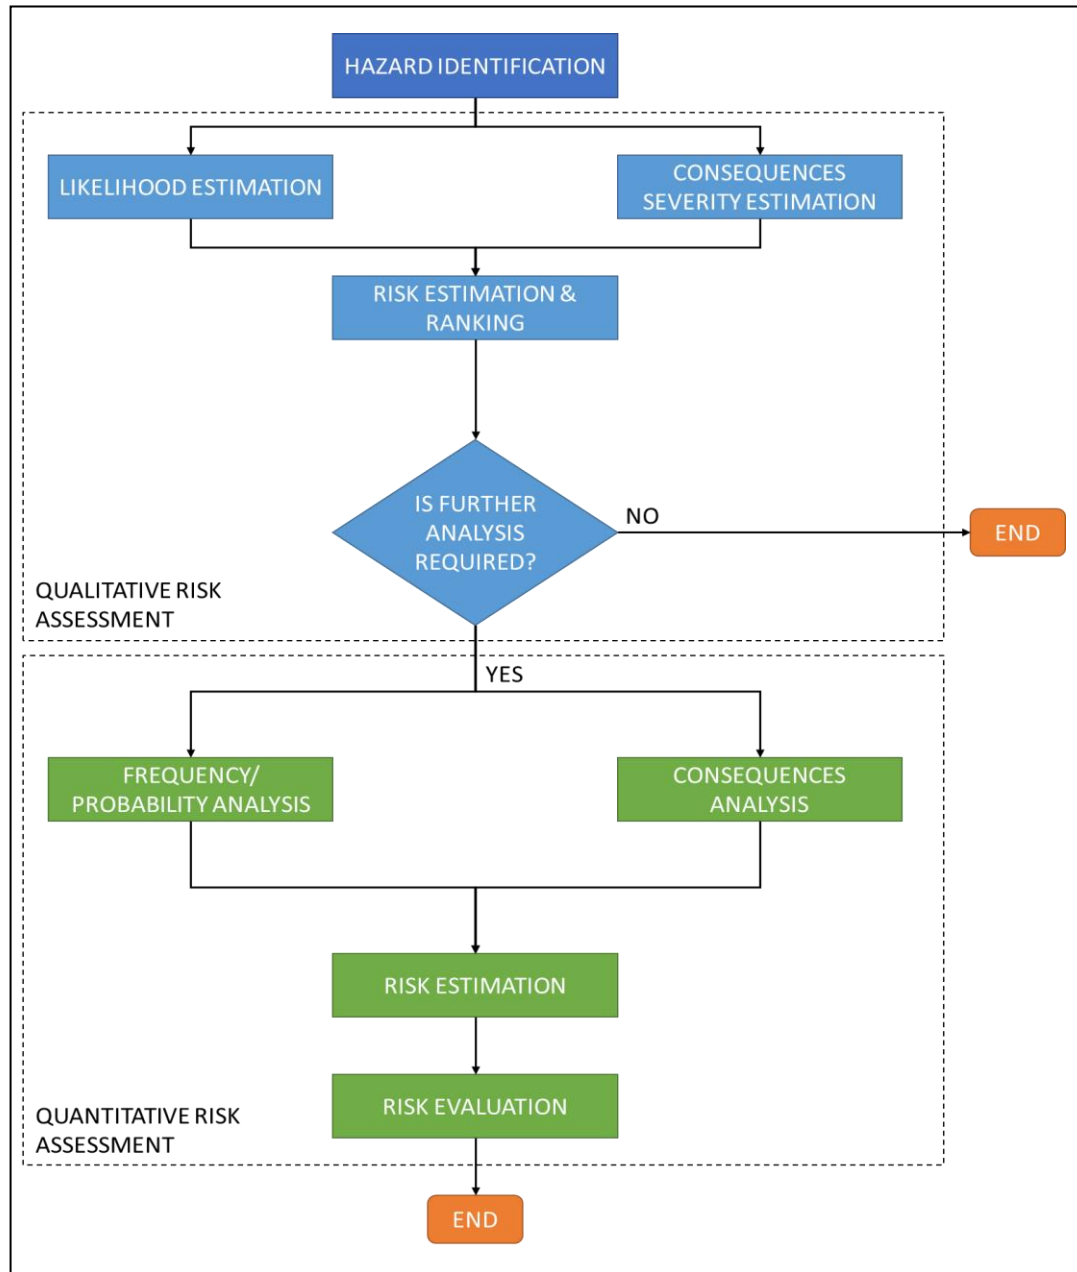 HAZARD IDENTIFICATION
LIKELIHOOD ESTIMATION
CONSEQUENCES
SEVERITY ESTIMATION
RISK ESTIMATION &
RANKING
IS FURTHER
ANALYSIS
REQUIRED?
NO
END
QUALITATIVE RISK
ASSESSMENT
YES
FREQUENCY/
PROBABILITY ANALYSIS
CONSEQUENCES
ANALYSIS
RISK ESTIMATION
RISK EVALUATION
QUANTITATIVE RISK
ASSESSMENT
END